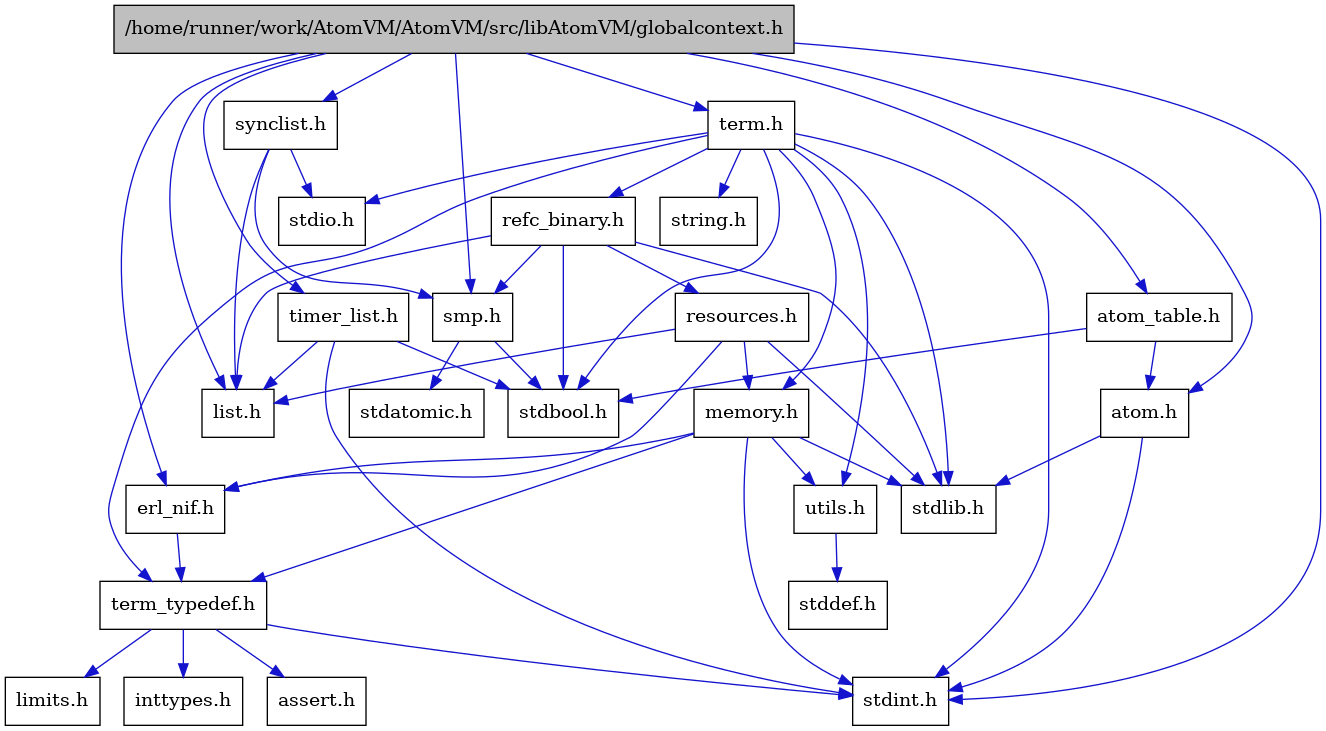 /home/runner/work/AtomVM/AtomVM/src/libAtomVM/globalcontext.h
synclist.h
term.h
stdio.h
refc_binary.h
string.h
timer_list.h
smp.h
resources.h
atom_table.h
list.h
stdatomic.h
stdbool.h
memory.h
atom.h
erl_nif.h
utils.h
stdlib.h
term_typedef.h
stddef.h
limits.h
inttypes.h
assert.h
stdint.h